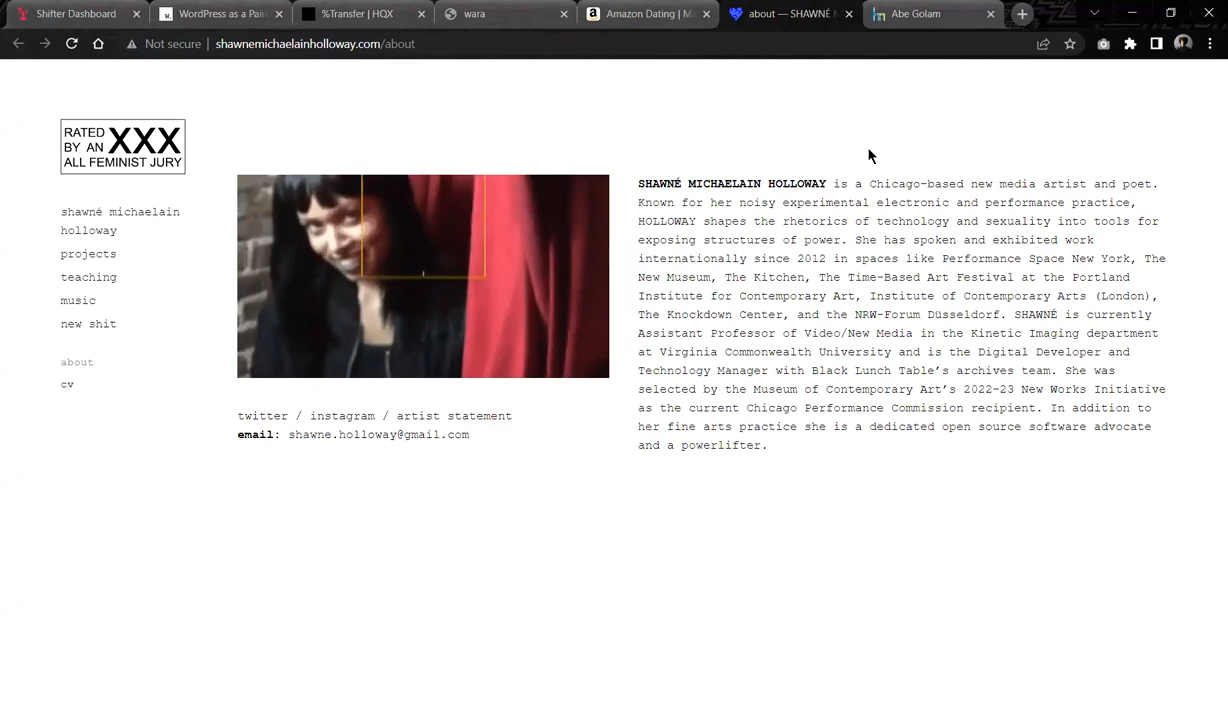 Shifter Dashboard
WordPress as a Pain
%Transfer | HQX
wara
Amazon Dating | M
about — SHAWNÉ M
Abe Golam
Not secure
shawnemichaelainholloway.com/about
RATED
BY AN XXX
ALL FEMINIST JURY
shawné michaelain
holloway
projects
teaching
music
new shit
about
cv
twitter / instagram / artist statement
email: shawne.holloway@gmail.com
SHAWNÉ MICHAELAIN HOLLOWAY is a Chicago-based new media artist and poet.
Known for her noisy experimental electronic and performance practice,
HOLLOWAY shapes the rhetorics of technology and sexuality into tools for
exposing structures of power. She has spoken and exhibited work
internationally since 2012 in spaces like Performance Space New York, The
New Museum, The Kitchen, The Time-Based Art Festival at the Portland
Institute for Contemporary Art, Institute of Contemporary Arts (London),
The Knockdown Center, and the NRW-Forum Düsseldorf. SHAWNÉ is currently
Assistant Professor of Video/New Media in the Kinetic Imaging department
at Virginia Commonwealth University and is the Digital Developer and
Technology Manager with Black Lunch Table’s archives team. She was
selected by the Museum of Contemporary Art’s 2022-23 New Works Initiative
as the current Chicago Performance Commission recipient. In addition to
her fine arts practice she is a dedicated open source software advocate
and a powerlifter.